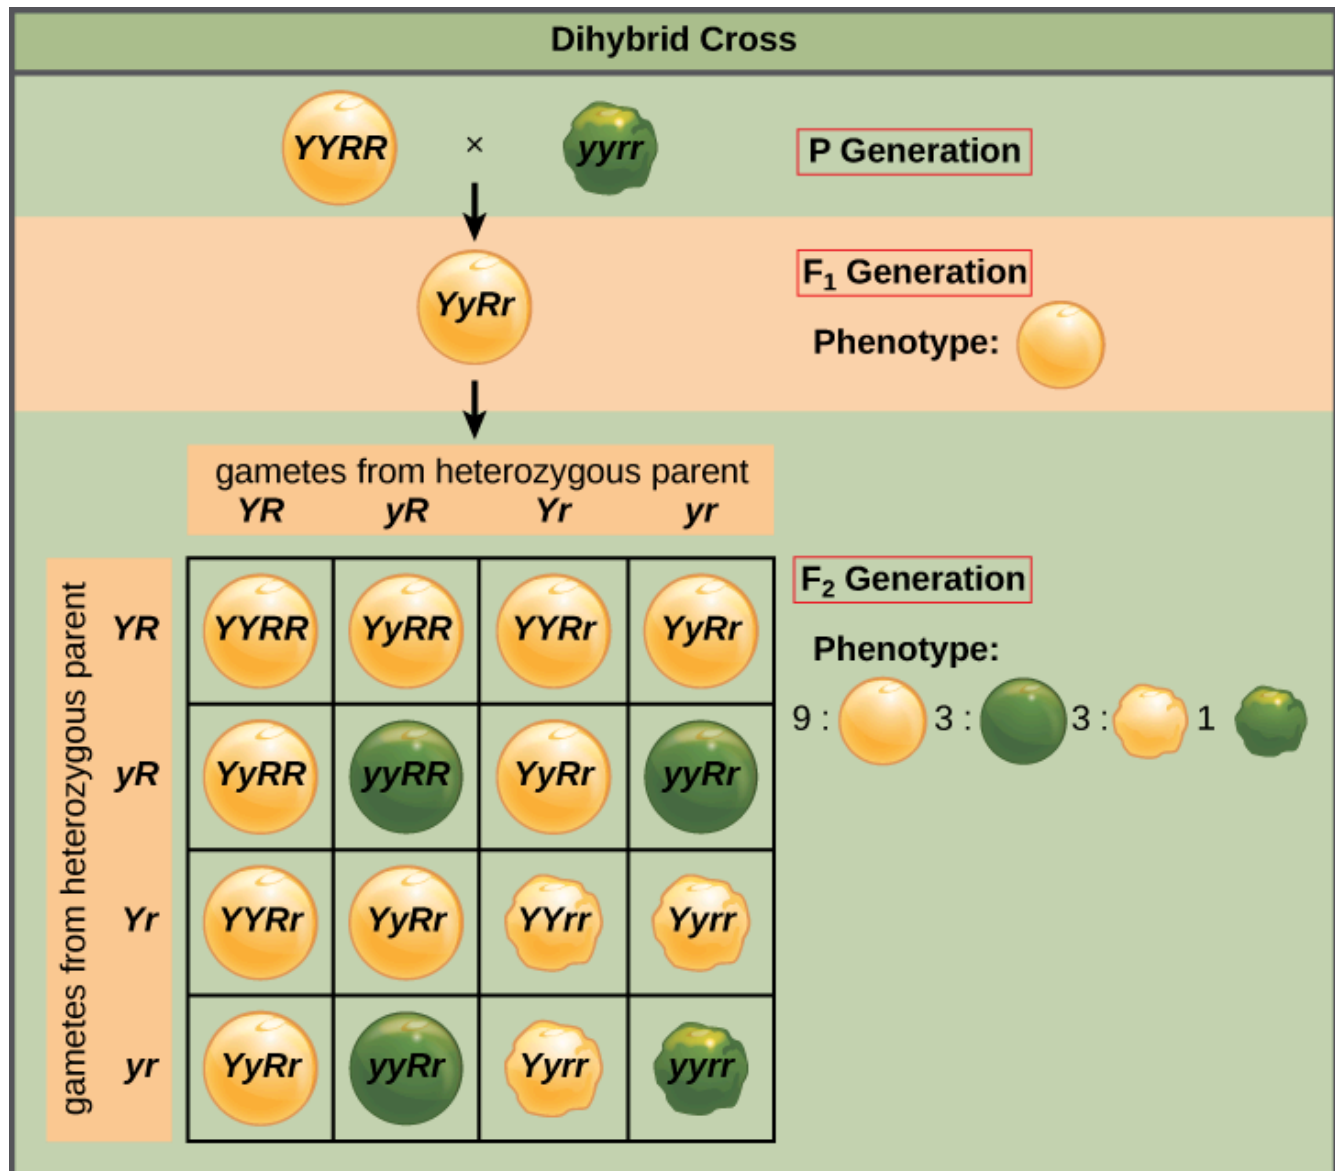 Dihybrid Cross
YYRR × yyrr
P Generation
YyRr
F₁ Generation
Phenotype:
gametes from heterozygous parent
YR yR Yr yr
gametes from heterozygous parent
YR YYRR YyRR YYRr YyRr
yR YyRR yyRR YyRr yyRr
Yr YYRr YyRr YYrr Yyrr
yr YyRr yyRr Yyrr yyrr
F₂ Generation
Phenotype:
9 : 3 : 3 : 1